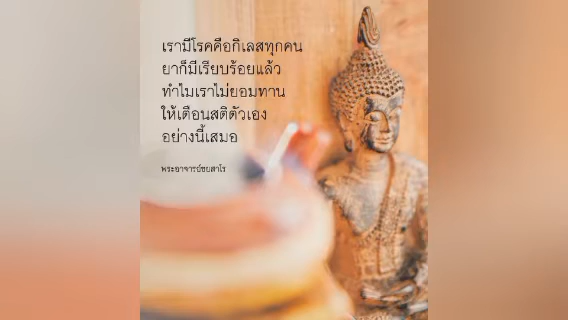 เรามีโรคคือกิเลสทุกคน
ยาก็มีเรียบร้อยแล้ว
ทำไมเราไม่ยอมทาน
ให้เตือนสติตัวเอง
อย่างนี้เสมอ
พระอาจารย์ชยสาโร